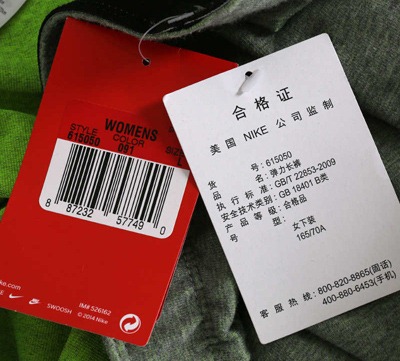 WOMENS
STYLE COLOR
615050 091
8 87232 57749 0
Nike.com
SWOOSH
IM# 526162
© 2014 Nike
合格证
美国 NIKE 公司监制
货 号: 615050
品 名: 弹力长裤
执行标准: GB/T 22853-2009
安全技术类别: GB 18401 B类
产品等级: 合格品
型 号: 女下装
165/70A
客服热线: 800-820-8865(固话)
400-880-6453(手机)